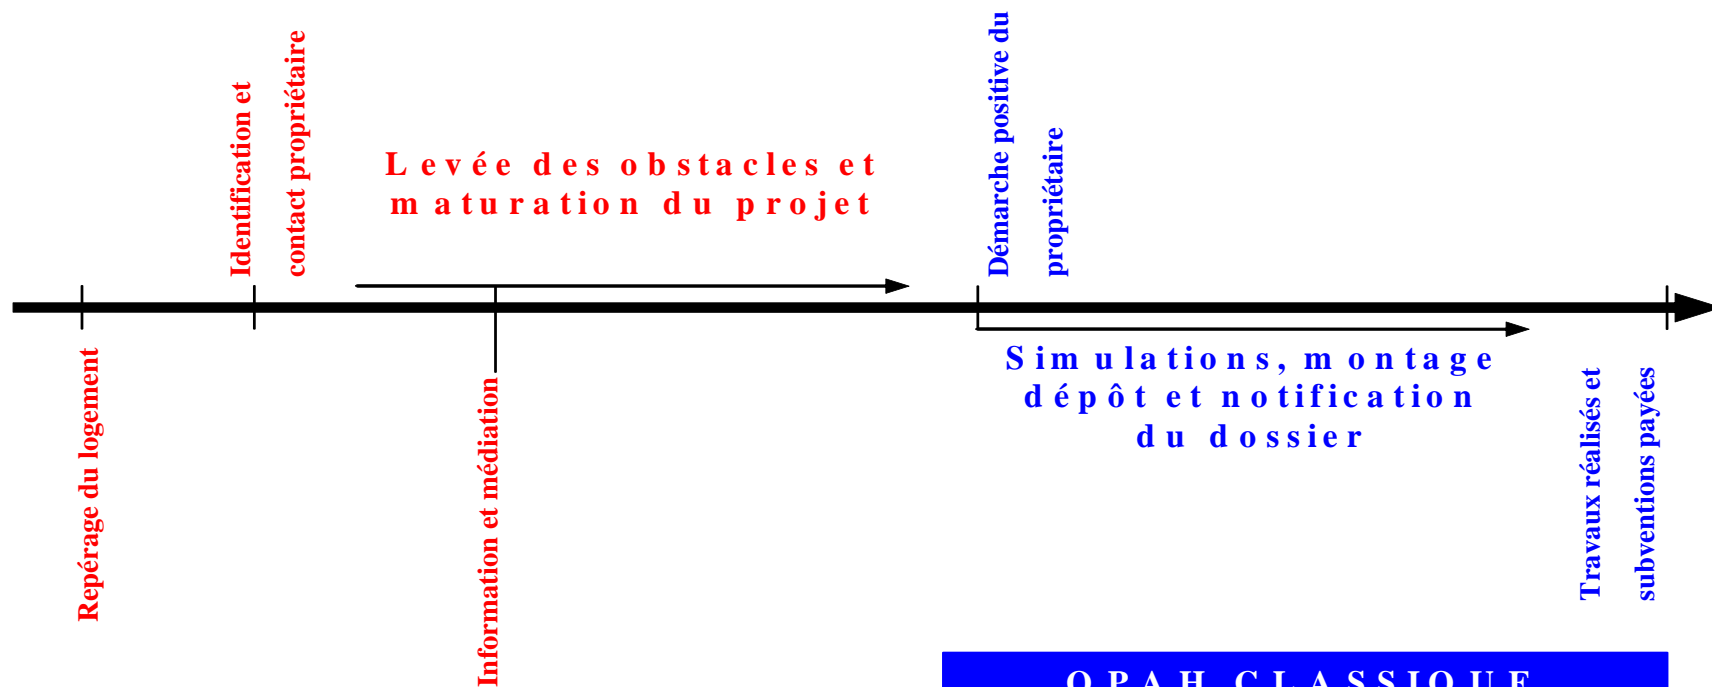 Repérage du logement
Identification et
contact propriétaire
Levée des obstacles et
maturation du projet
Information et médiation
Démarche positive du
propriétaire
Simulations, montage
dépôt et notification
du dossier
Travaux réalisés et
subventions payées
OPAH CLASSIQUE